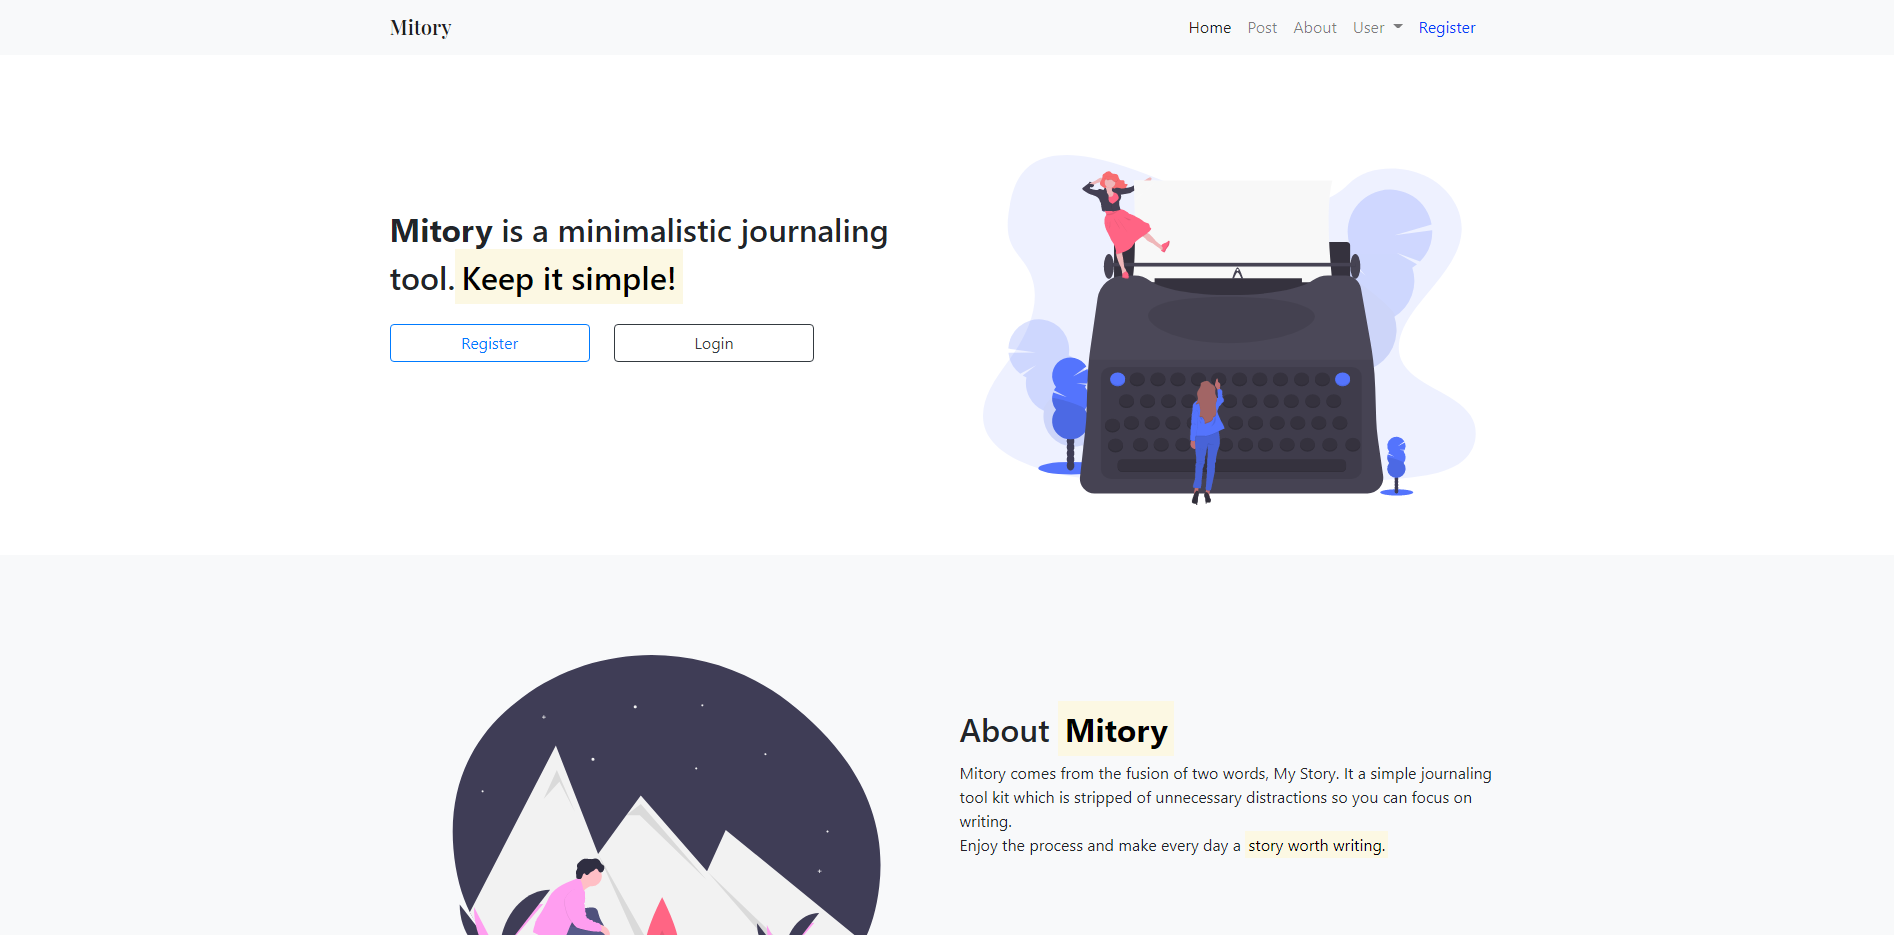 Mitory
Home Post About User Register
Mitory is a minimalistic journaling
tool. Keep it simple!
Register Login
About Mitory
Mitory comes from the fusion of two words, My Story. It a simple journaling
tool kit which is stripped of unnecessary distractions so you can focus on
writing.
Enjoy the process and make every day a story worth writing.